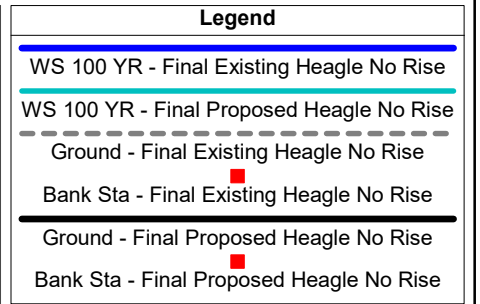 Legend
WS 100 YR - Final Existing Heagle No Rise
WS 100 YR - Final Proposed Heagle No Rise
Ground - Final Existing Heagle No Rise
Bank Sta - Final Existing Heagle No Rise
Ground - Final Proposed Heagle No Rise
Bank Sta - Final Proposed Heagle No Rise